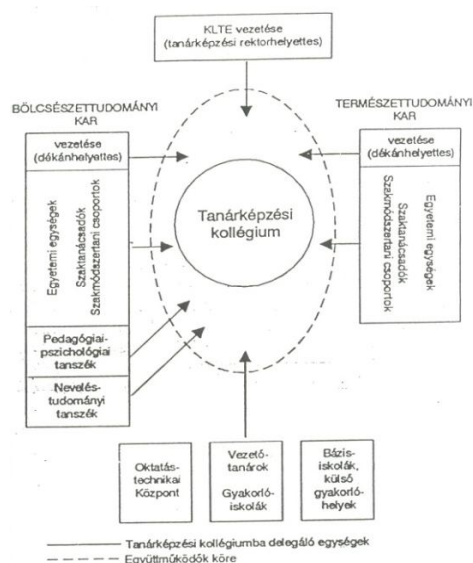 KLTE vezetése
(tanárképzési rektorhelyettes)
BÖLCSÉSZETTUDOMÁNYI
KAR
vezetése
(dékánhelyettes)
Egyetemi egységek
Szaktanácsadók
Szakmódszertani csoportok
Pedagógiai-
pszichológiai
tanszék
Nevelés-
tudományi
tanszék
Tanárképzési
kollégium
TERMÉSZETTUDOMÁNYI
KAR
vezetése
(dékánhelyettes)
Egyetemi egységek
Szaktanácsadók
Szakmódszertani csoportok
Oktatás-
technikai
Központ
Vezető-
tanárok
Gyakorló-
iskolák
Bázis-
iskolák,
külső
gyakorló-
helyek
Tanárképzési kollégiumba delegáló egységek
Együttműködők köre